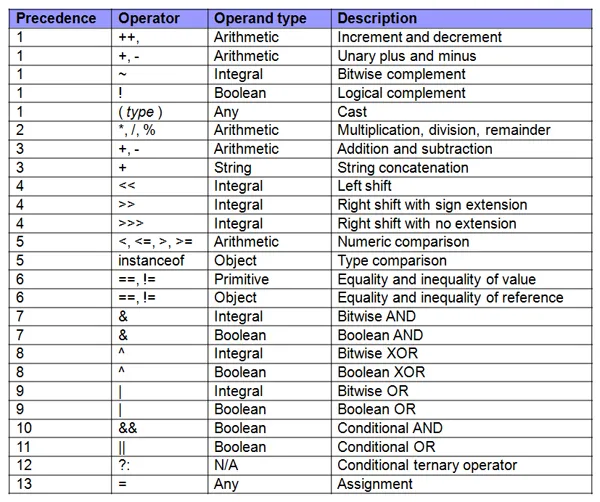 Precedence Operator Operand type Description
1 ++, Arithmetic Increment and decrement
1 +, - Arithmetic Unary plus and minus
1 ~ Integral Bitwise complement
1 ! Boolean Logical complement
1 ( type ) Any Cast
2 *, /, % Arithmetic Multiplication, division, remainder
3 +, - Arithmetic Addition and subtraction
3 + String String concatenation
4 << Integral Left shift
4 >> Integral Right shift with sign extension
4 >>> Integral Right shift with no extension
5 <, <=, >, >= Arithmetic Numeric comparison
5 instanceof Object Type comparison
6 ==, != Primitive Equality and inequality of value
6 ==, != Object Equality and inequality of reference
7 & Integral Bitwise AND
7 & Boolean Boolean AND
8 ^ Integral Bitwise XOR
8 ^ Boolean Boolean XOR
9 | Integral Bitwise OR
9 | Boolean Boolean OR
10 && Boolean Conditional AND
11 || Boolean Conditional OR
12 ?: N/A Conditional ternary operator
13 = Any Assignment